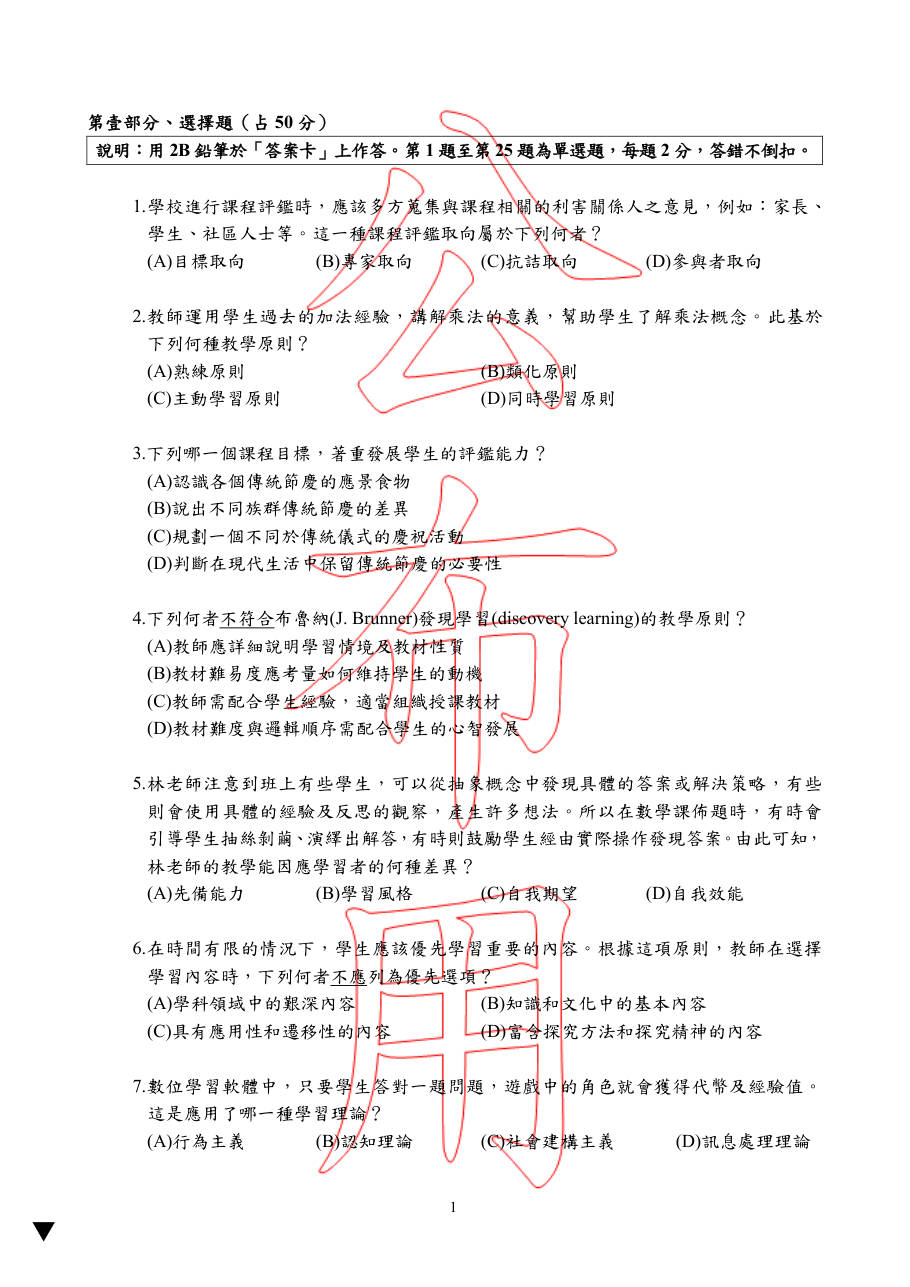 第壹部分、選擇題（占 50 分）
說明：用 2B 鉛筆於「答案卡」上作答。第 1 題至第 25 題為單選題，每題 2 分，答錯不倒扣。
1.學校進行課程評鑑時，應該多方蒐集與課程相關的利害關係人之意見，例如：家長、
學生、社區人士等。這一種課程評鑑取向屬於下列何者？
(A)目標取向 (B)專家取向 (C)抗詰取向 (D)參與者取向
2.教師運用學生過去的加法經驗，講解乘法的意義，幫助學生了解乘法概念。此基於
下列何種教學原則？
(A)熟練原則 (B)類化原則
(C)主動學習原則 (D)同時學習原則
3.下列哪一個課程目標，著重發展學生的評鑑能力？
(A)認識各個傳統節慶的應景食物
(B)說出不同族群傳統節慶的差異
(C)規劃一個不同於傳統儀式的慶祝活動
(D)判斷在現代生活中保留傳統節慶的必要性
4.下列何者不符合布魯納(J. Brunner)發現學習(discovery learning)的教學原則？
(A)教師應詳細說明學習情境及教材性質
(B)教材難易度應考量如何維持學生的動機
(C)教師需配合學生經驗，適當組織授課教材
(D)教材難度與邏輯順序需配合學生的心智發展
5.林老師注意到班上有些學生，可以從抽象概念中發現具體的答案或解決策略，有些
則會使用具體的經驗及反思的觀察，產生許多想法。所以在數學課佈題時，有時會
引導學生抽絲剝繭、演繹出解答，有時則鼓勵學生經由實際操作發現答案。由此可知，
林老師的教學能因應學習者的何種差異？
(A)先備能力 (B)學習風格 (C)自我期望 (D)自我效能
6.在時間有限的情況下，學生應該優先學習重要的內容。根據這項原則，教師在選擇
學習內容時，下列何者不應列為優先選項？
(A)學科領域中的艱深內容 (B)知識和文化中的基本內容
(C)具有應用性和遷移性的內容 (D)富含探究方法和探究精神的內容
7.數位學習軟體中，只要學生答對一題問題，遊戲中的角色就會獲得代幣及經驗值。
這是應用了哪一種學習理論？
(A)行為主義 (B)認知理論 (C)社會建構主義 (D)訊息處理理論
1
公布用